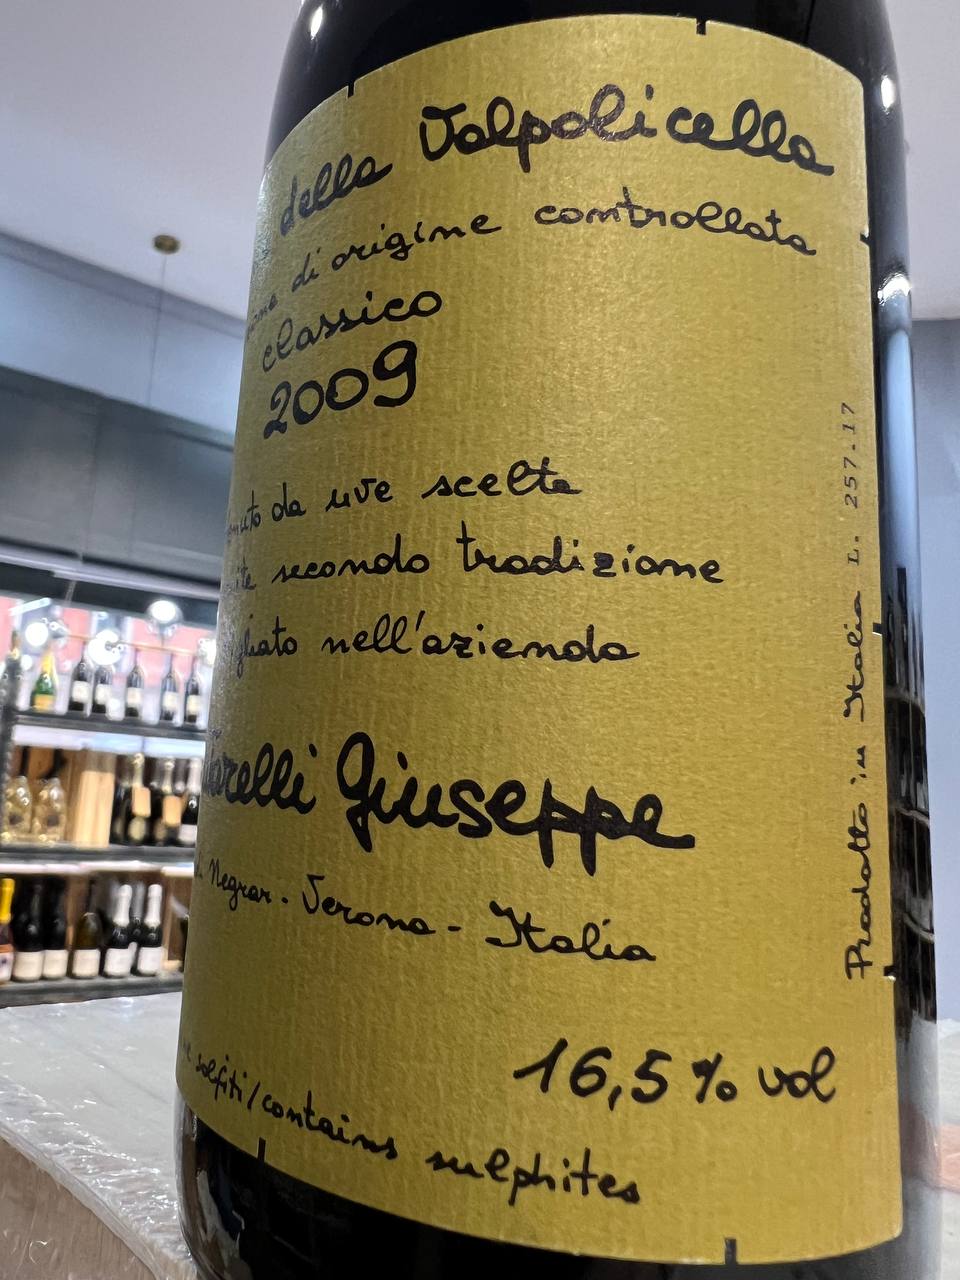 della Valpolicella
di origine controllata
classico
2009
da uve scelte
secondo tradizione
nell'azienda
Giuseppe
Negrar - Verona - Italia
16,5 % vol
solfiti/contains sulphites
Prodotto in Italia L. 257.17